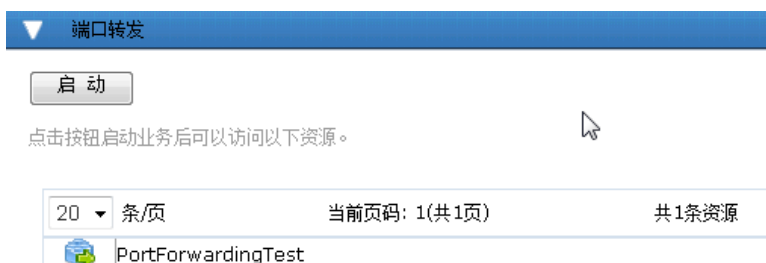 端口转发
启 动
点击按钮启动业务后可以访问以下资源。
20 条/页 当前页码: 1(共1页) 共1条资源
PortForwardingTest